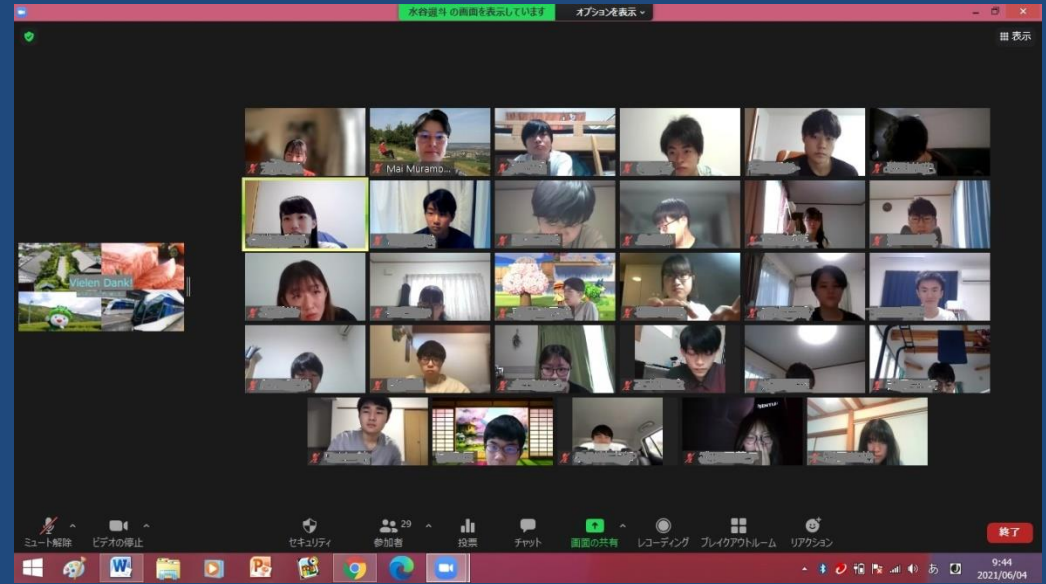 水谷遥斗 の画面を表示しています
オプションを表示
表示
Mai Muramo...
Vielen Dank!
ミュート解除
ビデオの停止
セキュリティ
参加者
29
投票
チャット
画面の共有
レコーディング
ブレイクアウトルーム
リアクション
終了
あ
9:44
2021/06/04